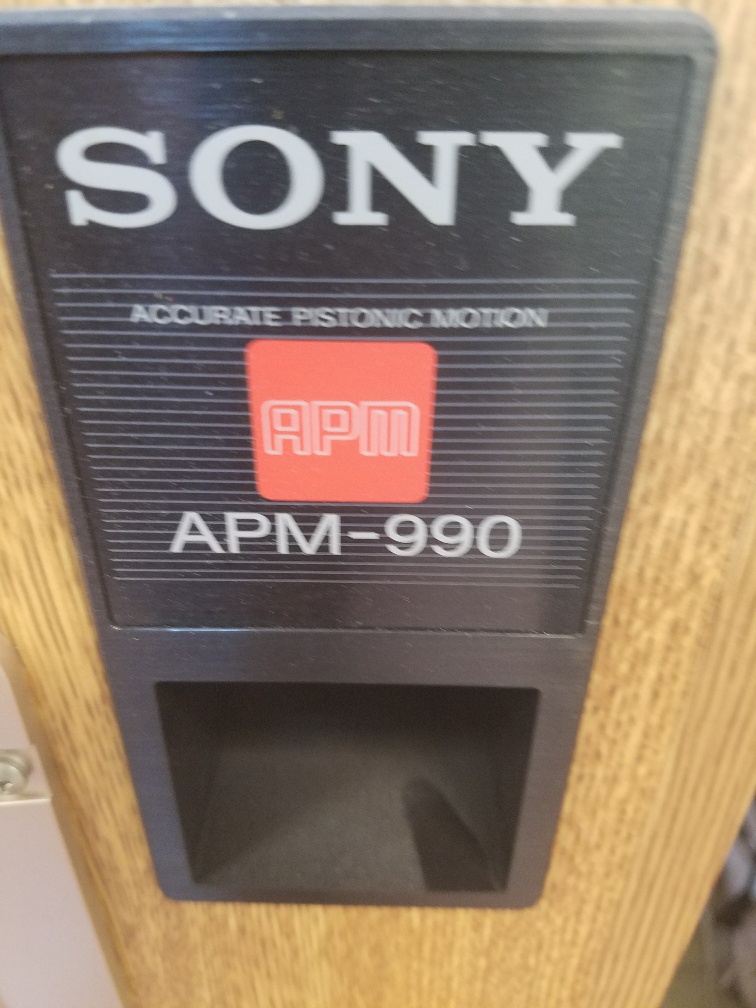 SONY
ACCURATE PISTONIC MOTION
APM
APM-990